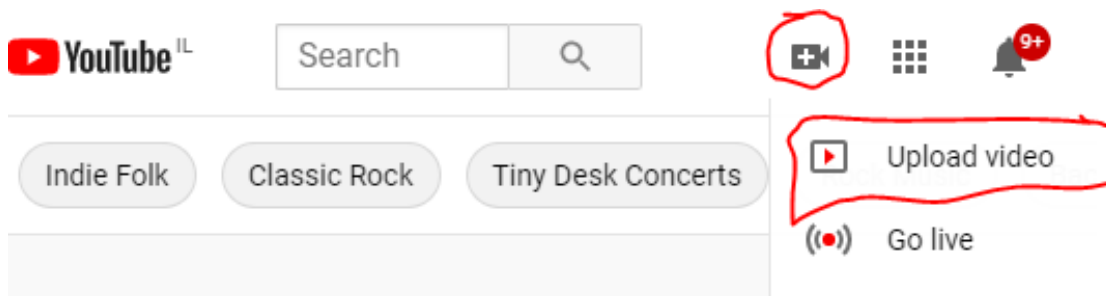 YouTube IL
Search
9+
Indie Folk
Classic Rock
Tiny Desk Concerts
Upload video
Go live